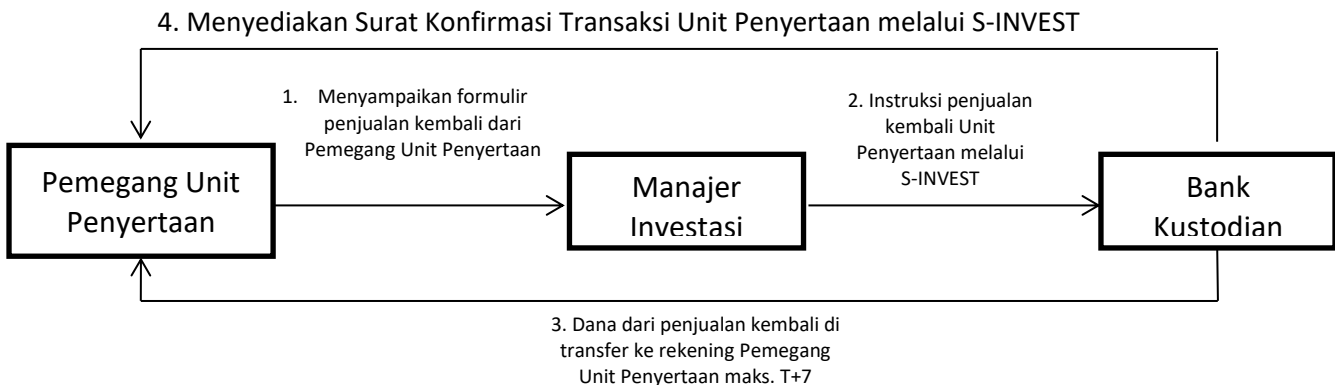 4. Menyediakan Surat Konfirmasi Transaksi Unit Penyertaan melalui S-INVEST
1. Menyampaikan formulir
penjualan kembali dari
Pemegang Unit Penyertaan
2. Instruksi penjualan
kembali Unit
Penyertaan melalui
S-INVEST
Pemegang Unit
Penyertaan
Manajer
Investasi
Bank
Kustodian
3. Dana dari penjualan kembali di
transfer ke rekening Pemegang
Unit Penyertaan maks. T+7